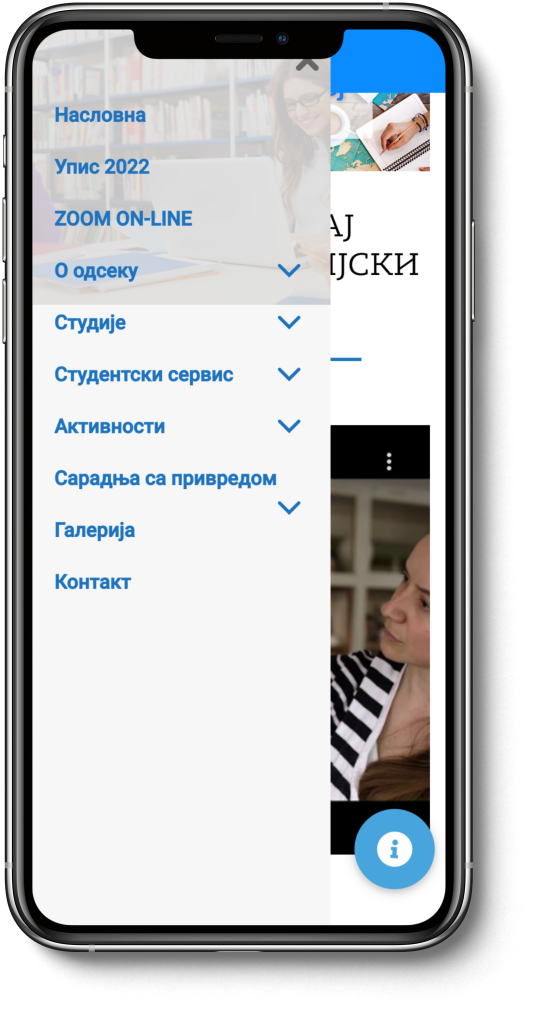 Насловна
Упис 2022
ZOOM ON-LINE
О одсеку
Студије
Студентски сервис
Активности
Сарадња са привредом
Галерија
Контакт